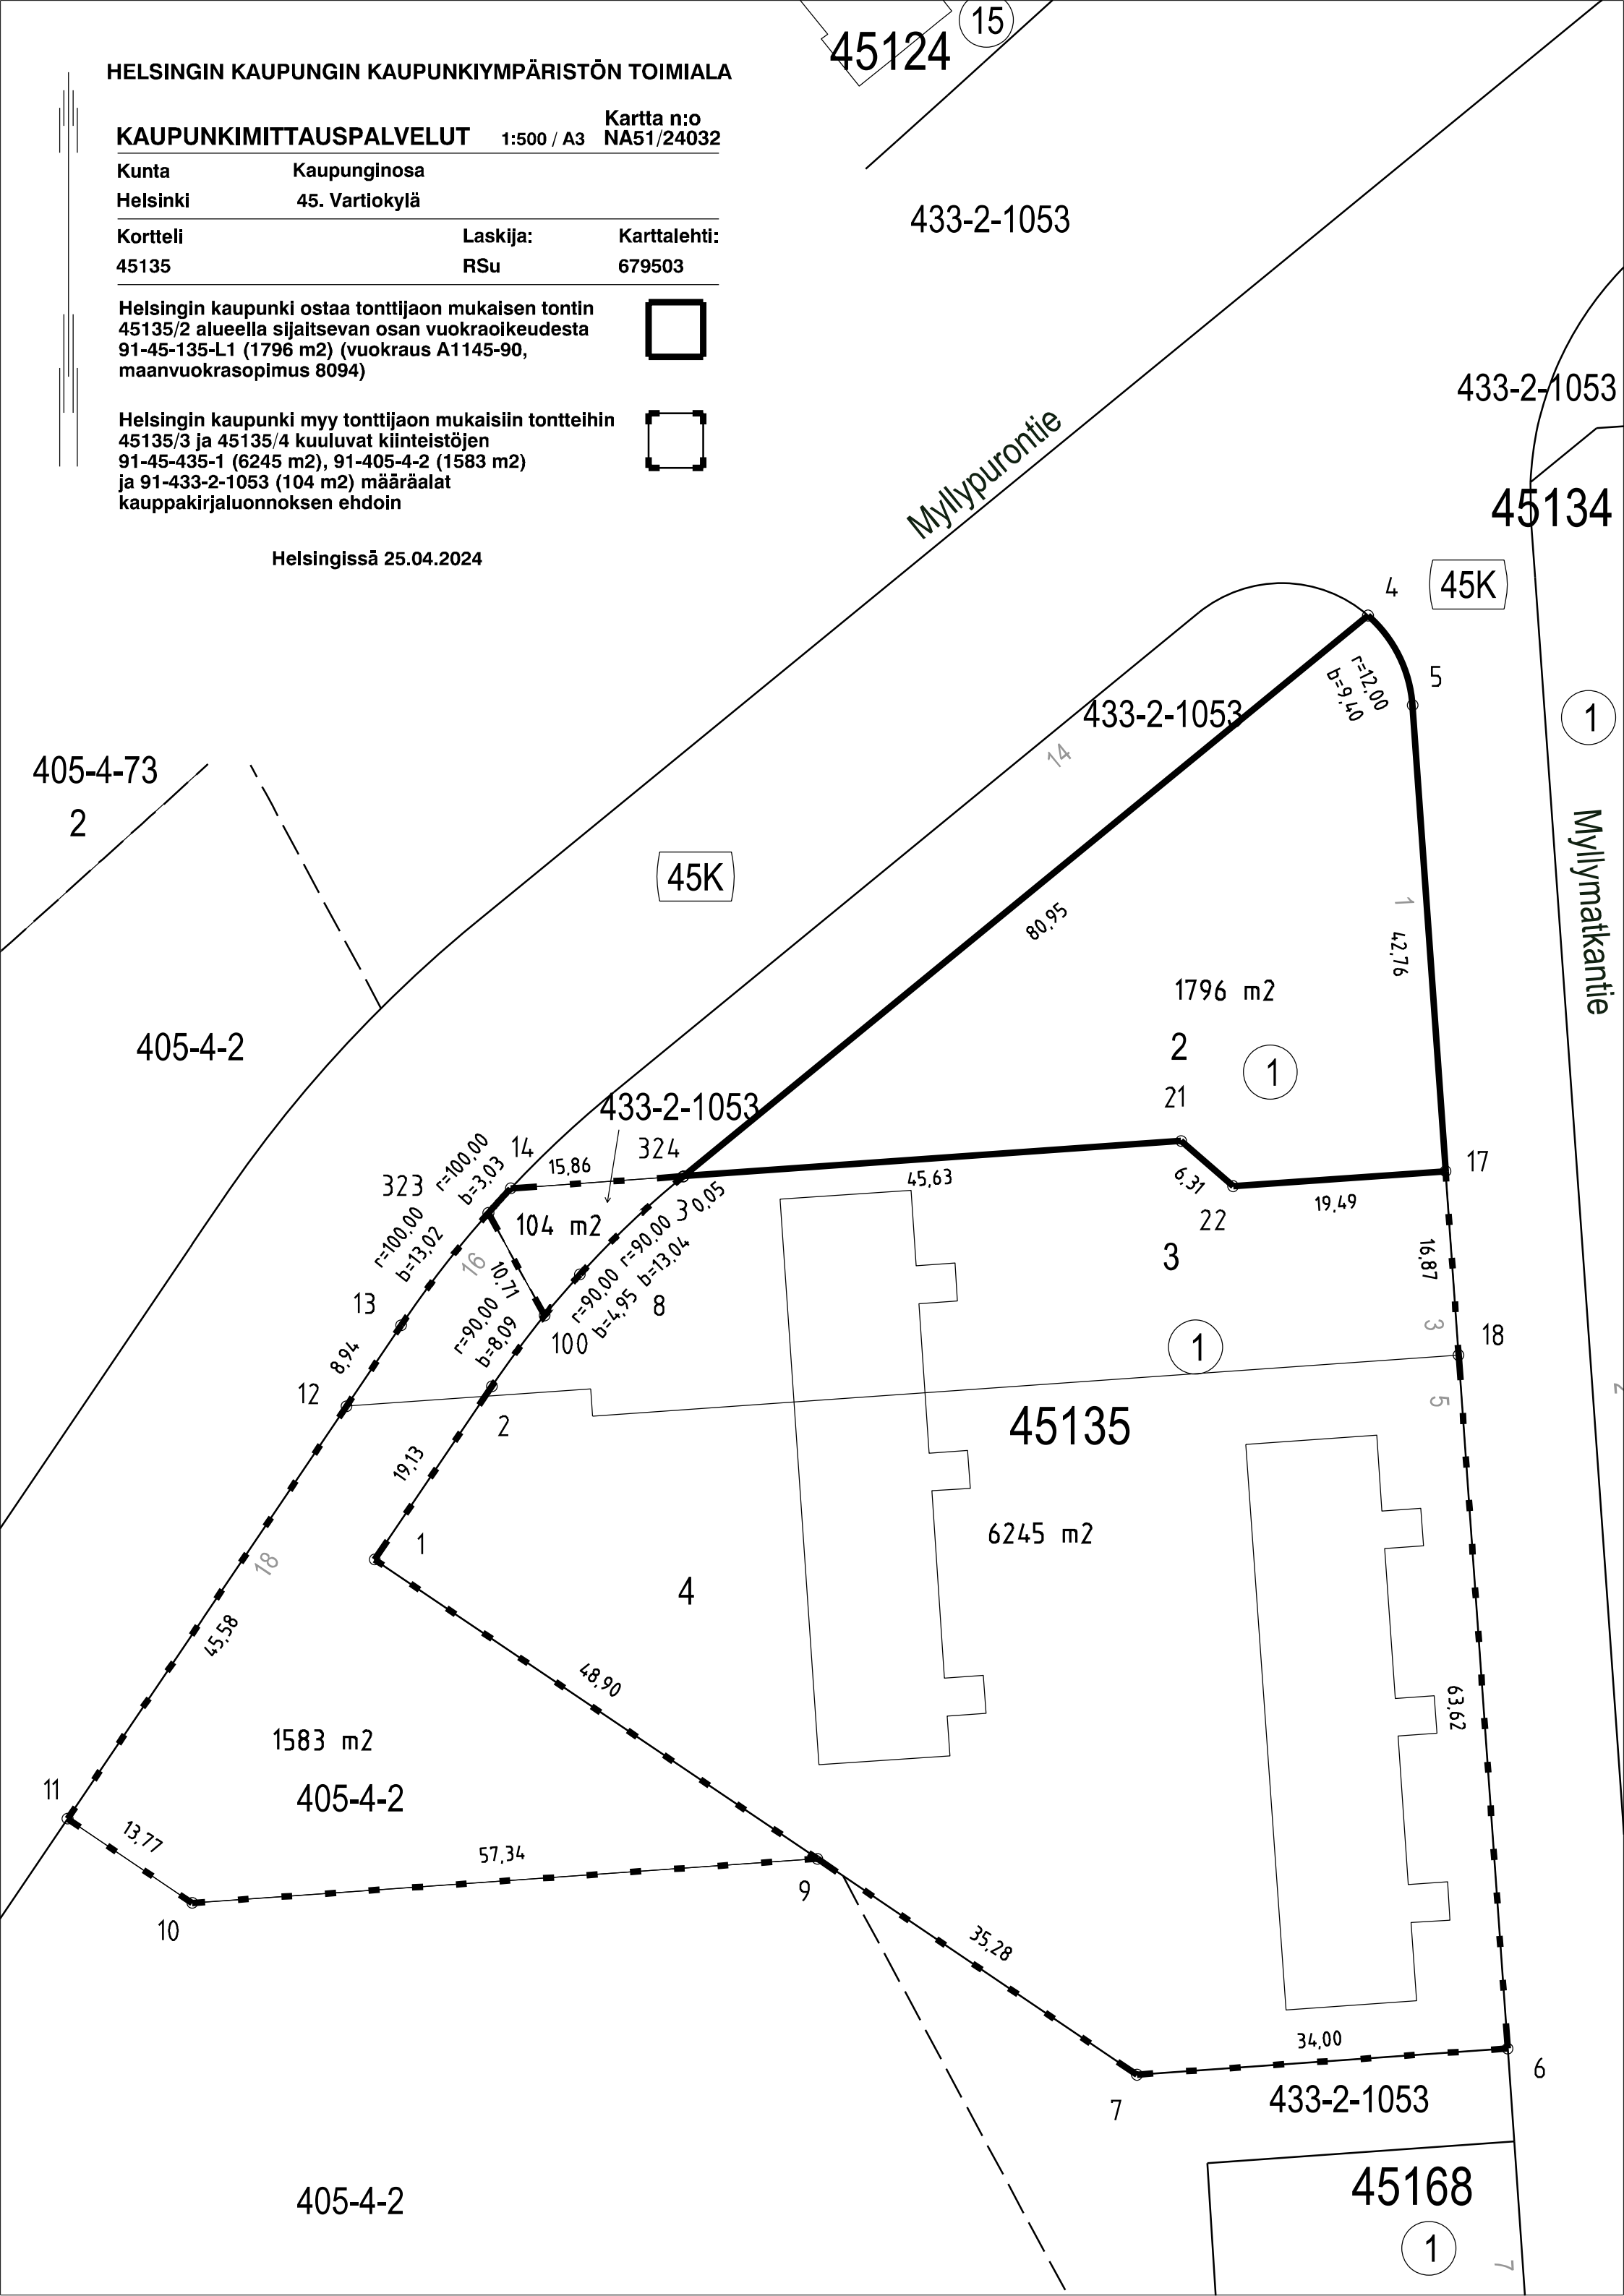 HELSINGIN KAUPUNGIN KAUPUNKIYMPÄRISTÖN TOIMIALA
KAUPUNKIMITTAUSPALVELUT 1:500 / A3 Kartta n:o
NA51/24032
Kunta Kaupunginosa
Helsinki 45. Vartiokylä
Kortteli Laskija: Karttalehti:
45135 RSu 679503
Helsingin kaupunki ostaa tonttijaon mukaisen tontin
45135/2 alueella sijaitsevan osan vuokraoikeudesta
91-45-135-L1 (1796 m2) (vuokraus A1145-90,
maanvuokrasopimus 8094)
Helsingin kaupunki myy tonttijaon mukaisiin tontteihin
45135/3 ja 45135/4 kuuluvat kiinteistöjen
91-45-435-1 (6245 m2), 91-405-4-2 (1583 m2)
ja 91-433-2-1053 (104 m2) määräalat
kauppakirjaluonnoksen ehdoin
Helsingissä 25.04.2024
15
45124
433-2-1053
433-2-1053
Myllypurontie
45134
4
45K
r=12,00
b=9,40
5
1
433-2-1053
14
405-4-73
2
Myllymatkantie
45K
1
80,95
42,76
1796 m2
405-4-2
2
1
21
433-2-1053
14
324
r=100,00
b=3,03
15,86
17
323
45,63
6,31
3
0,05
19,49
22
104 m2
r=100,00
b=13,02
16
10,71
r=90,00
b=13,04
3
16,87
13
r=90,00
b=4,95
8
r=90,00
b=8,09
100
3
18
8,94
1
12
2
5
2
45135
19,13
1
6245 m2
18
4
45,58
48,90
63,62
1583 m2
11
405-4-2
13,77
57,34
9
10
35,28
34,00
6
7
433-2-1053
45168
405-4-2
1
7